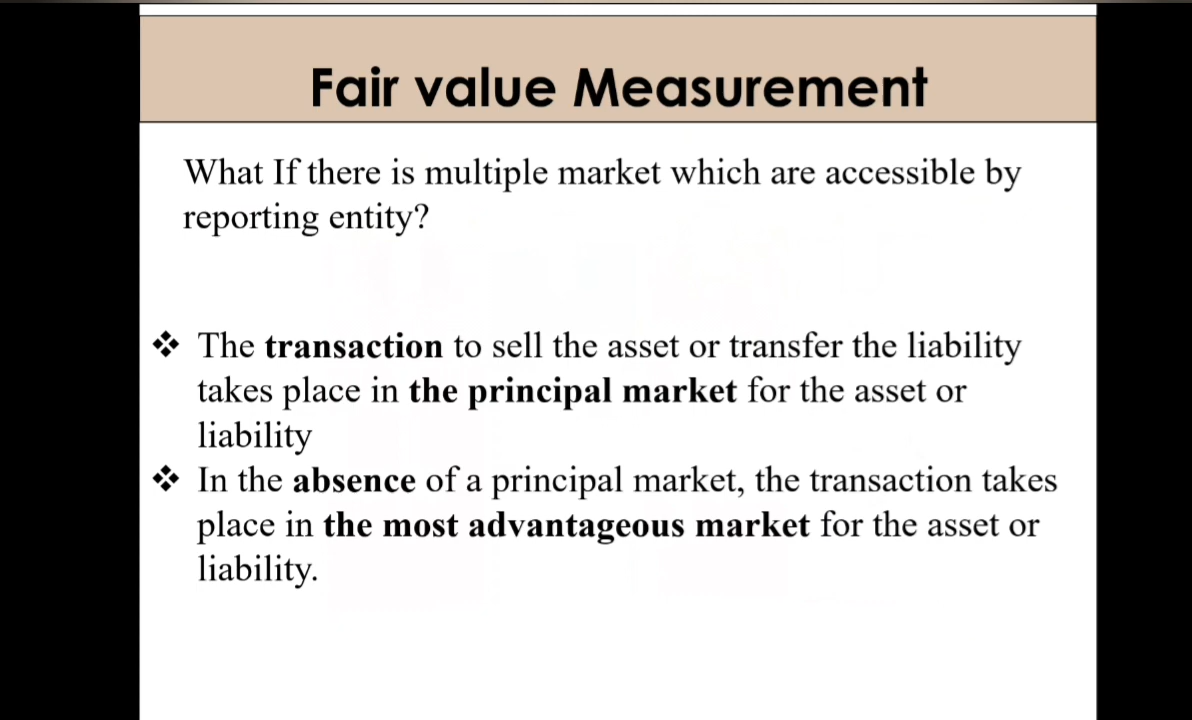 Fair value Measurement
What If there is multiple market which are accessible by
reporting entity?
❖ The transaction to sell the asset or transfer the liability
takes place in the principal market for the asset or
liability
❖ In the absence of a principal market, the transaction takes
place in the most advantageous market for the asset or
liability.